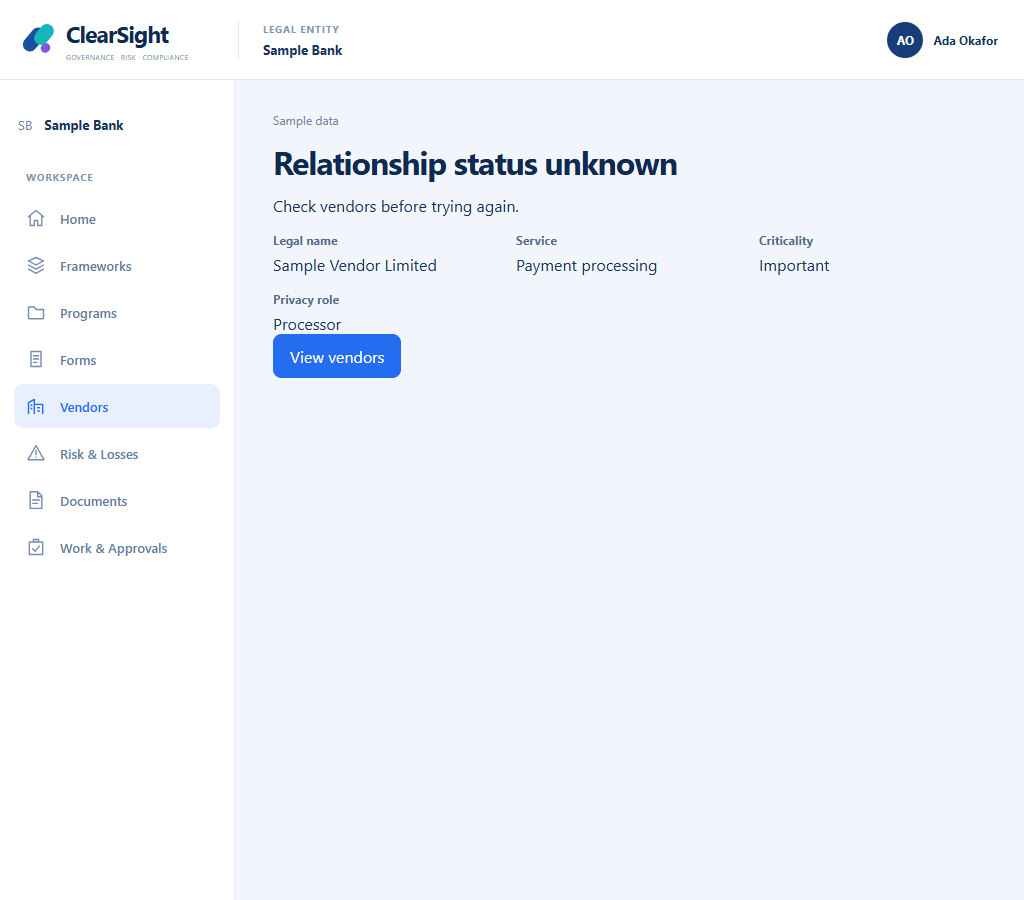 ClearSight
GOVERNANCE · RISK · COMPLIANCE
LEGAL ENTITY
Sample Bank
AO
Ada Okafor
SB
Sample Bank
WORKSPACE
Home
Frameworks
Programs
Forms
Vendors
Risk & Losses
Documents
Work & Approvals
Sample data
Relationship status unknown
Check vendors before trying again.
Legal name
Sample Vendor Limited
Service
Payment processing
Criticality
Important
Privacy role
Processor
View vendors